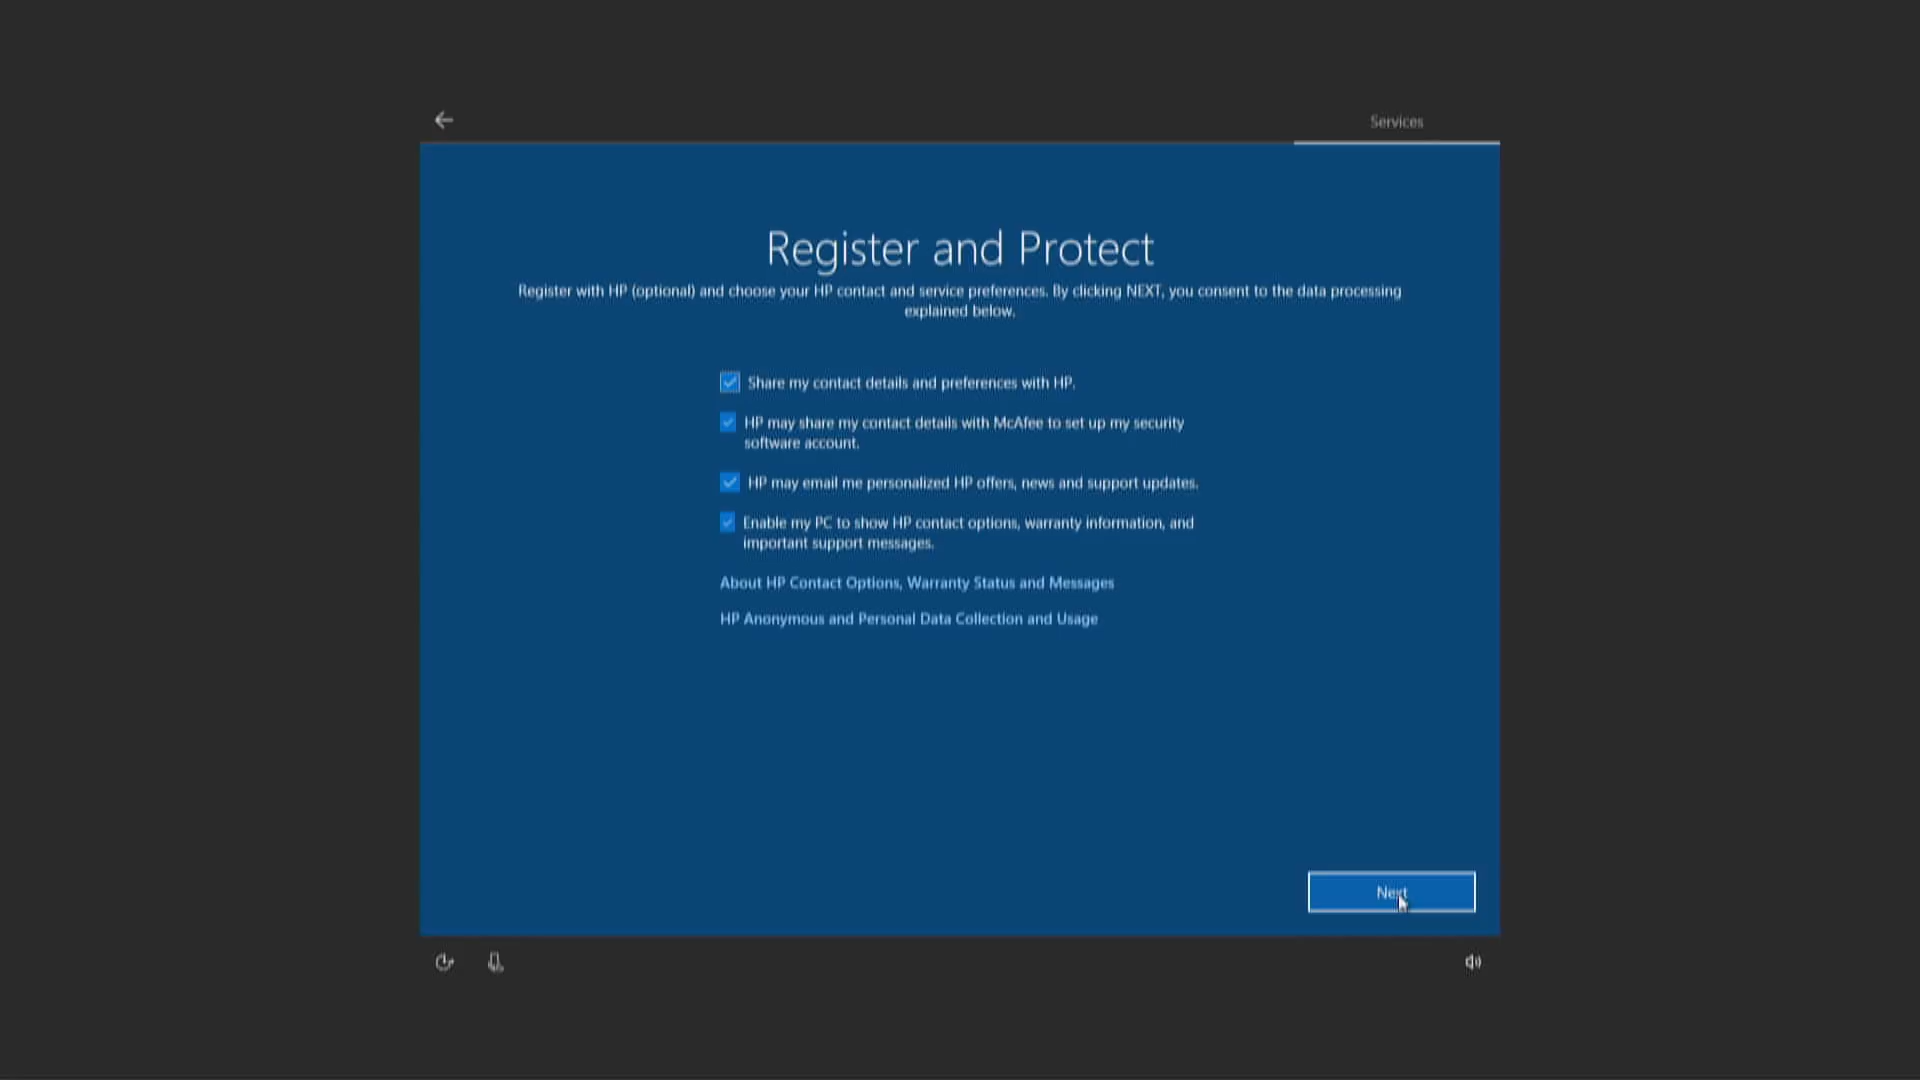 Services
Register and Protect
Register with HP (optional) and choose your HP contact and service preferences. By clicking NEXT, you consent to the data processing
explained below.
Share my contact details and preferences with HP.
HP may share my contact details with McAfee to set up my security
software account.
HP may email me personalized HP offers, news and support updates.
Enable my PC to show HP contact options, warranty information, and
important support messages.
About HP Contact Options, Warranty Status and Messages
HP Anonymous and Personal Data Collection and Usage
Next